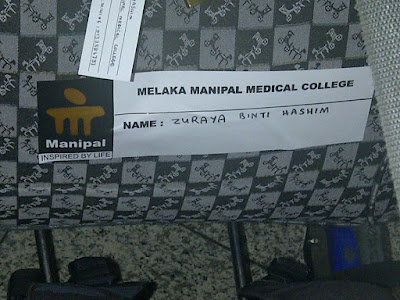 MELAKA MANIPAL MEDICAL COLLEGE
NAME : ZURAYA BINTI HASHIM
Manipal
INSPIRED BY LIFE